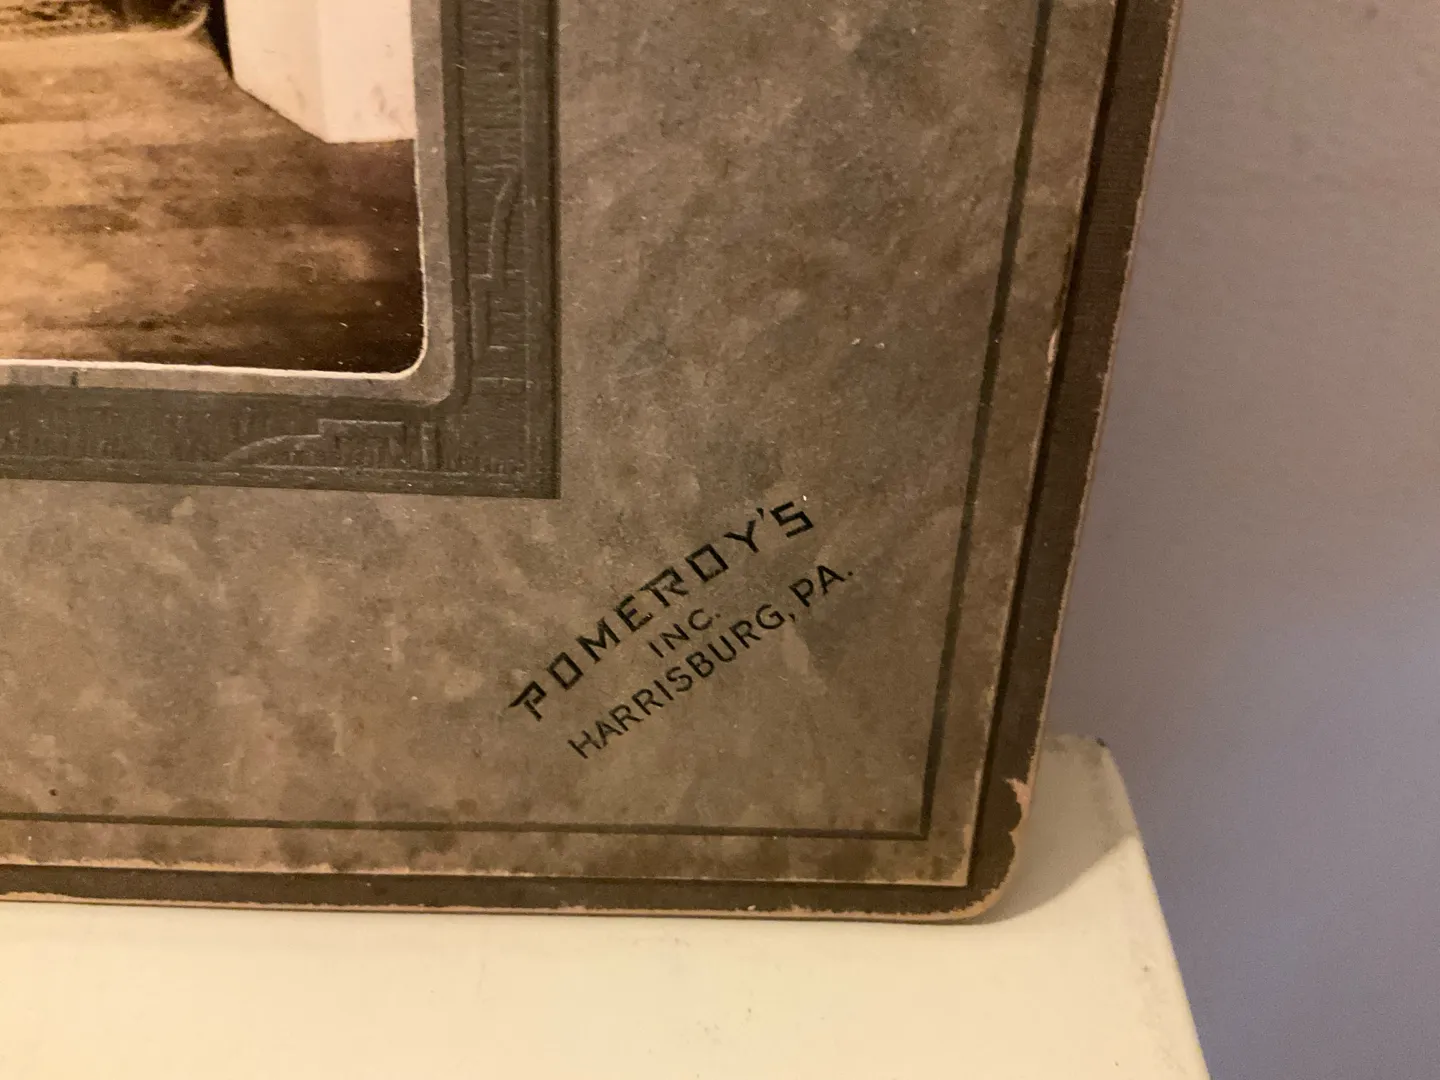 POMEROY'S
INC.
HARRISBURG, PA.